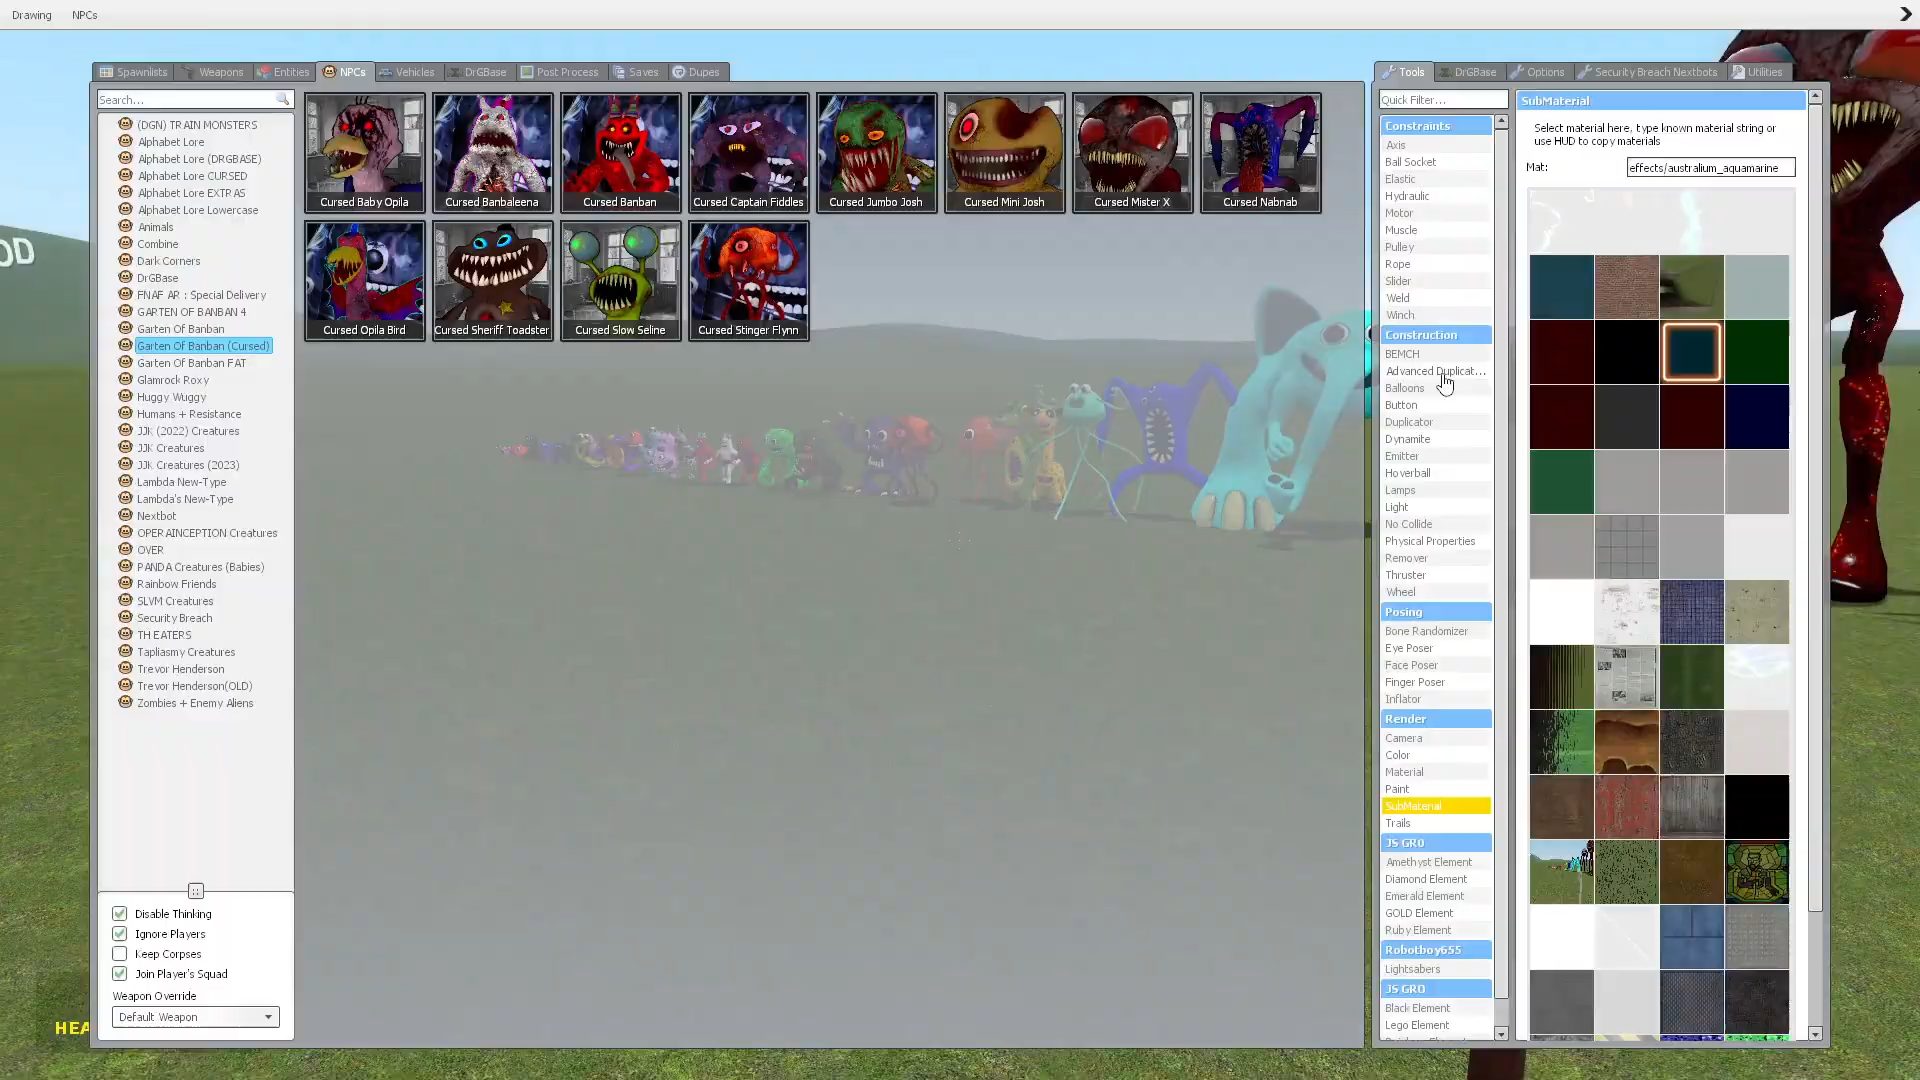 Drawing NPCs
Spawnlists Weapons Entities NPCs Vehicles DrGBase Post Process Saves Dupes
Tools DrGBase Options Security Breach Nextbots Utilities
Search...
(DGN) TRAIN MONSTERS
Alphabet Lore
Alphabet Lore (DRGBASE)
Alphabet Lore CURSED
Alphabet Lore EXTRAS
Alphabet Lore Lowercase
Animals
Combine
Dark Corners
DrGBase
FNAF AR : Special Delivery
GARTEN OF BANBAN 4
Garten Of Banban
Garten Of Banban (Cursed)
Garten Of Banban FAT
Glamrock Roxy
Huggy Wuggy
Humans + Resistance
JJK (2022) Creatures
JJK Creatures
JJK Creatures (2023)
Lambda New-Type
Lambda's New-Type
Nextbot
OPERAINCEPTION Creatures
OVER
PANDA Creatures (Babies)
Rainbow Friends
SLVM Creatures
Security Breach
THEATERS
Tapliasmy Creatures
Trevor Henderson
Trevor Henderson(OLD)
Zombies + Enemy Aliens
Disable Thinking
Ignore Players
Keep Corpses
Join Player's Squad
Weapon Override
Default Weapon
Cursed Baby Opila
Cursed Banbaleena
Cursed Banban
Cursed Captain Fiddles
Cursed Jumbo Josh
Cursed Mini Josh
Cursed Mister X
Cursed Nabnab
Cursed Opila Bird
Cursed Sheriff Toadster
Cursed Slow Seline
Cursed Stinger Flynn
Quick Filter...
Constraints
Axis
Ball Socket
Elastic
Hydraulic
Motor
Muscle
Pulley
Rope
Slider
Weld
Winch
Construction
BEMCH
Advanced Duplicat...
Balloons
Button
Duplicator
Dynamite
Emitter
Hoverball
Lamps
Light
No Collide
Physical Properties
Remover
Thruster
Wheel
Posing
Bone Randomizer
Eye Poser
Face Poser
Finger Poser
Inflator
Render
Camera
Color
Material
Paint
SubMaterial
Trails
JS GRO
Amethyst Element
Diamond Element
Emerald Element
GOLD Element
Ruby Element
Robotboy655
Lightsabers
JS GRO
Black Element
Lego Element
SubMaterial
Select material here, type known material string or
use HUD to copy materials
Mat: effects/australium_aquamarine
OD
HEA